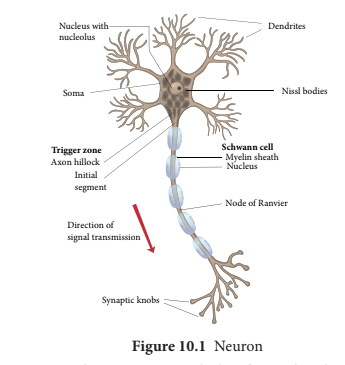 Nucleus with
nucleolus
Dendrites
Soma
Nissl bodies
Trigger zone
Axon hillock
Initial
segment
Schwann cell
Myelin sheath
Nucleus
Node of Ranvier
Direction of
signal transmission
Synaptic knobs
Figure 10.1 Neuron